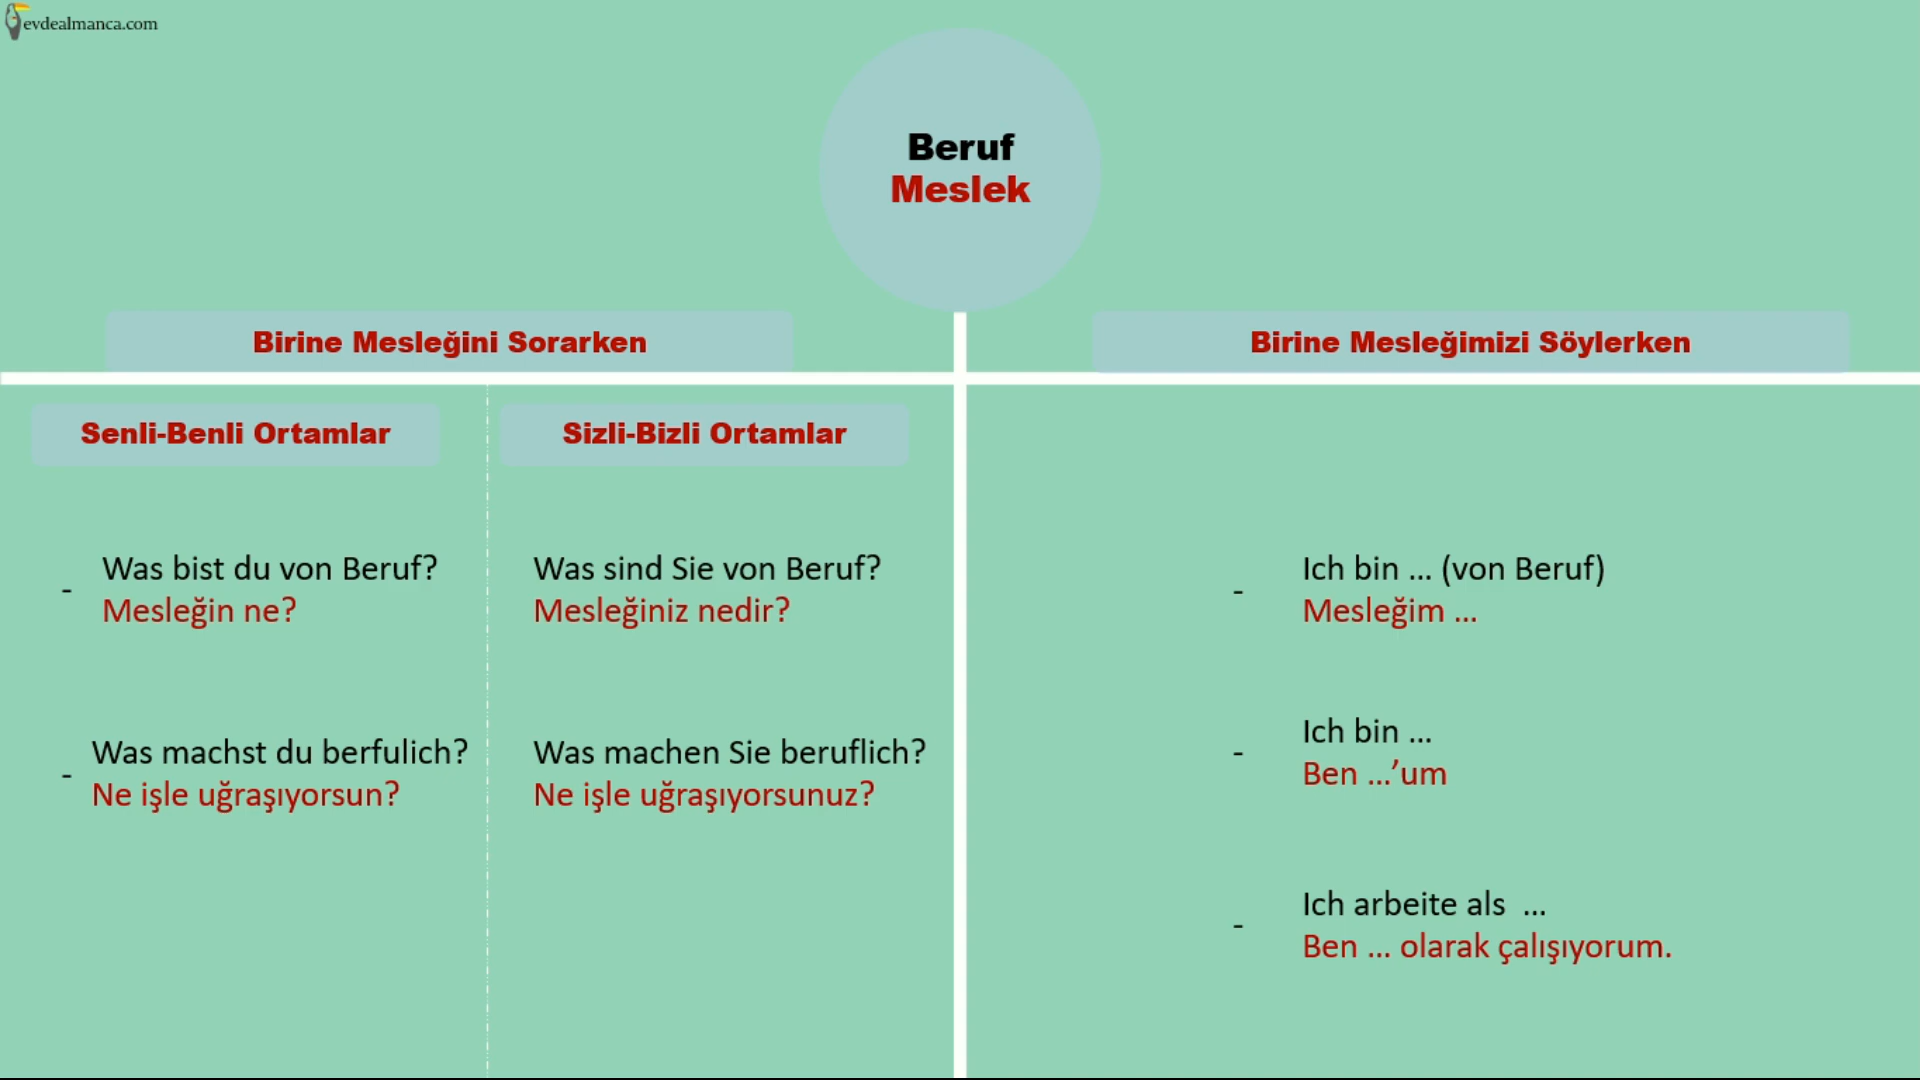 evdealmanca.com
Beruf
Meslek
Birine Mesleğini Sorarken
Birine Mesleğimizi Söylerken
Senli-Benli Ortamlar
Sizli-Bizli Ortamlar
- Was bist du von Beruf?
Mesleğin ne?
- Was machst du berfulich?
Ne işle uğraşıyorsun?
Was sind Sie von Beruf?
Mesleğiniz nedir?
Was machen Sie beruflich?
Ne işle uğraşıyorsunuz?
- Ich bin ... (von Beruf)
Mesleğim ...
- Ich bin ...
Ben ...’um
- Ich arbeite als ...
Ben ... olarak çalışıyorum.